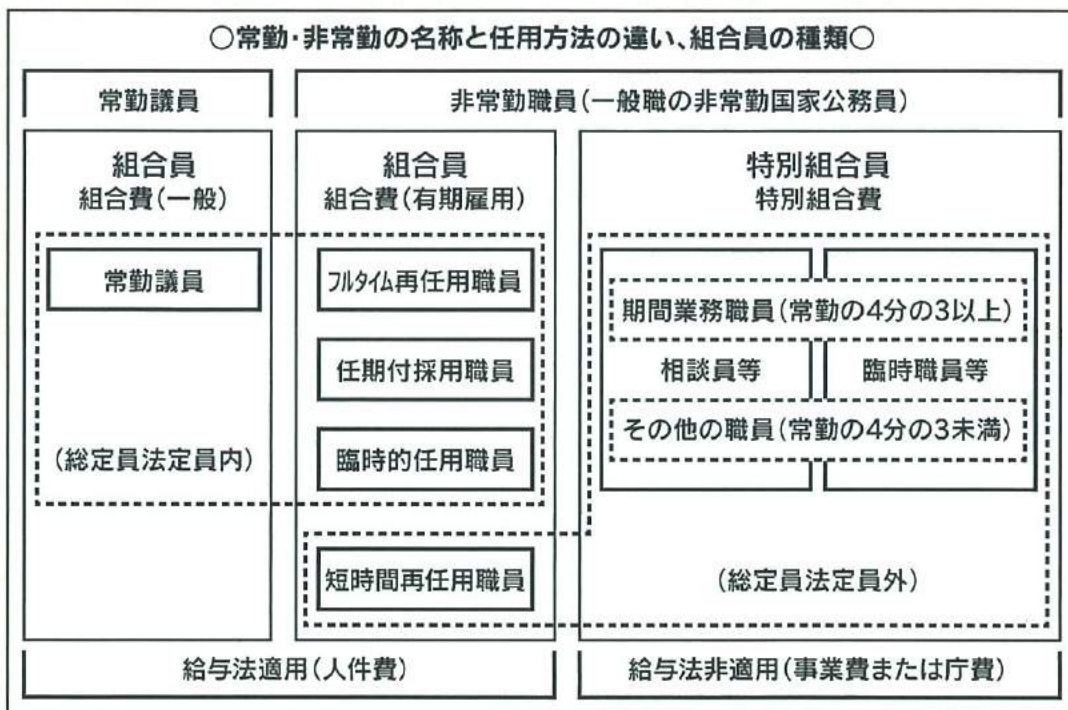 ○常勤・非常勤の名称と任用方法の違い、組合員の種類○
常勤議員
非常勤職員(一般職の非常勤国家公務員)
組合員
組合費(一般)
常勤議員
(総定員法定員内)
組合員
組合費(有期雇用)
フルタイム再任用職員
任期付採用職員
臨時的任用職員
短時間再任用職員
特別組合員
特別組合費
期間業務職員(常勤の4分の3以上)
相談員等
臨時職員等
その他の職員(常勤の4分の3未満)
(総定員法定員外)
給与法適用(人件費)
給与法非適用(事業費または庁費)